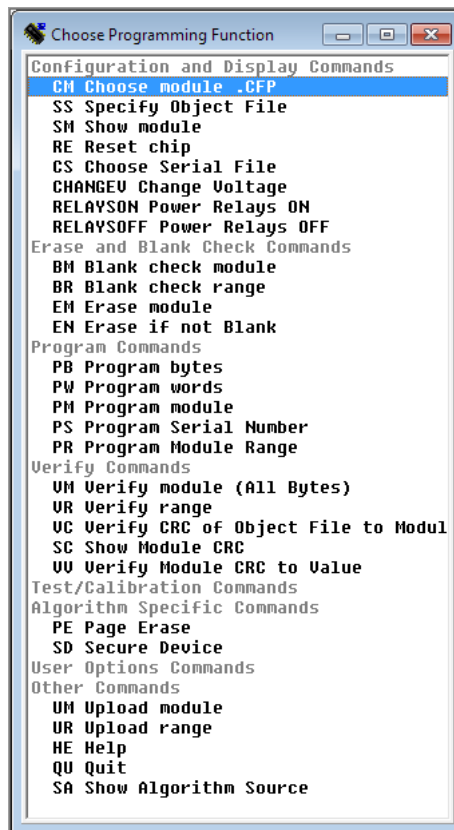 Choose Programming Function
Configuration and Display Commands
CM Choose module .CFP
SS Specify Object File
SM Show module
RE Reset chip
CS Choose Serial File
CHANGEV Change Voltage
RELAYSON Power Relays ON
RELAYSOFF Power Relays OFF
Erase and Blank Check Commands
BM Blank check module
BR Blank check range
EM Erase module
EN Erase if not Blank
Program Commands
PB Program bytes
PW Program words
PM Program module
PS Program Serial Number
PR Program Module Range
Verify Commands
VM Verify module (All Bytes)
VR Verify range
VC Verify CRC of Object File to Modul
SC Show Module CRC
VV Verify Module CRC to Value
Test/Calibration Commands
Algorithm Specific Commands
PE Page Erase
SD Secure Device
User Options Commands
Other Commands
UM Upload module
UR Upload range
HE Help
QU Quit
SA Show Algorithm Source